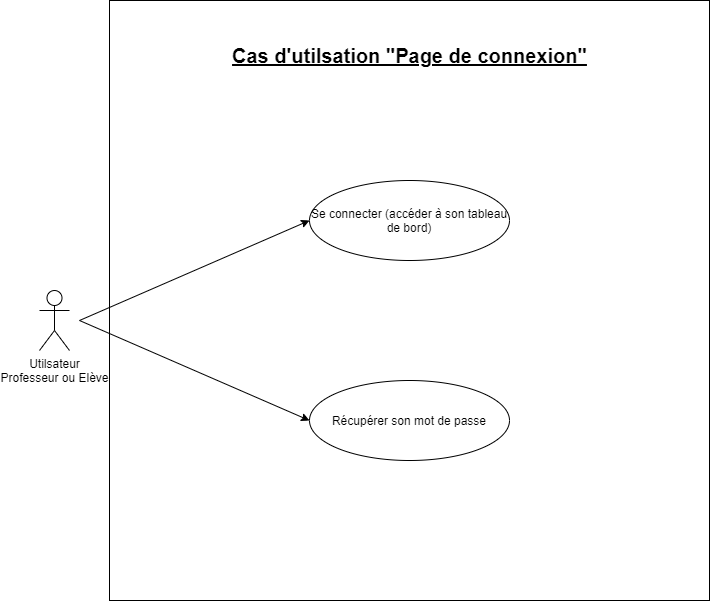 Cas d'utilsation "Page de connexion"
Se connecter (accéder à son tableau
de bord)
Utilsateur
Professeur ou Elève
Récupérer son mot de passe